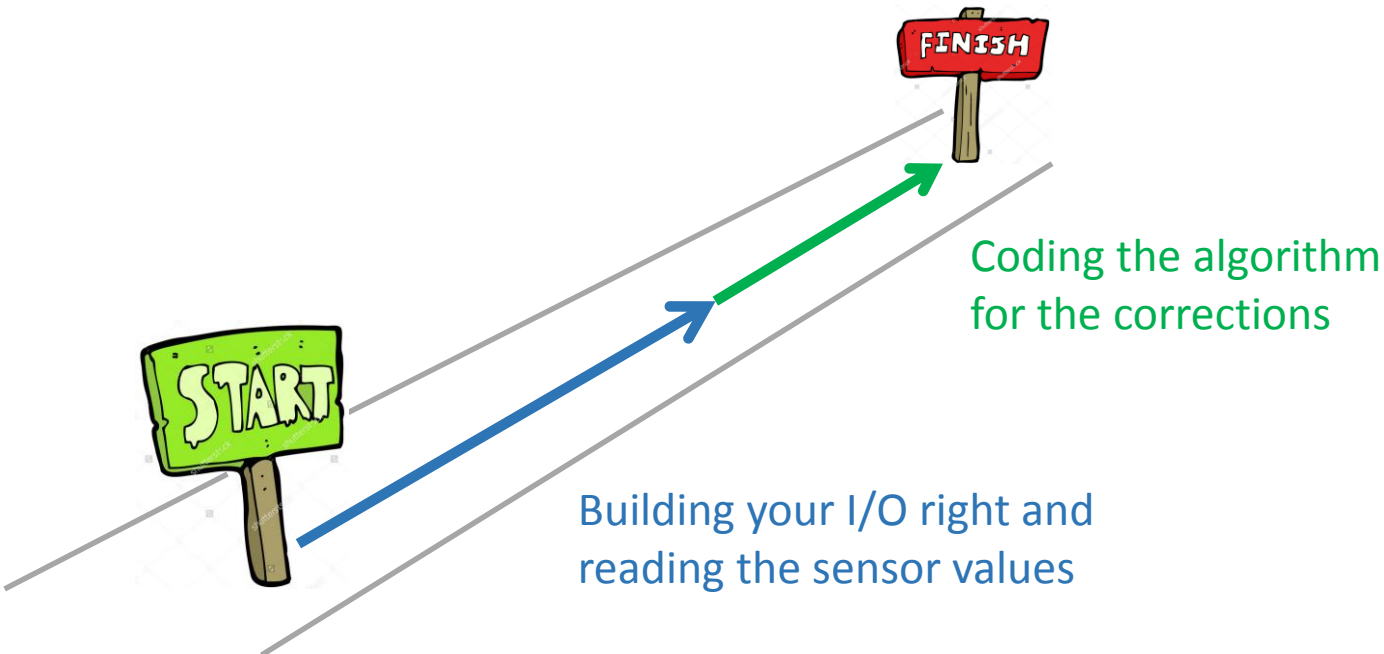 FINISH
Coding the algorithm
for the corrections
START
Building your I/O right and
reading the sensor values